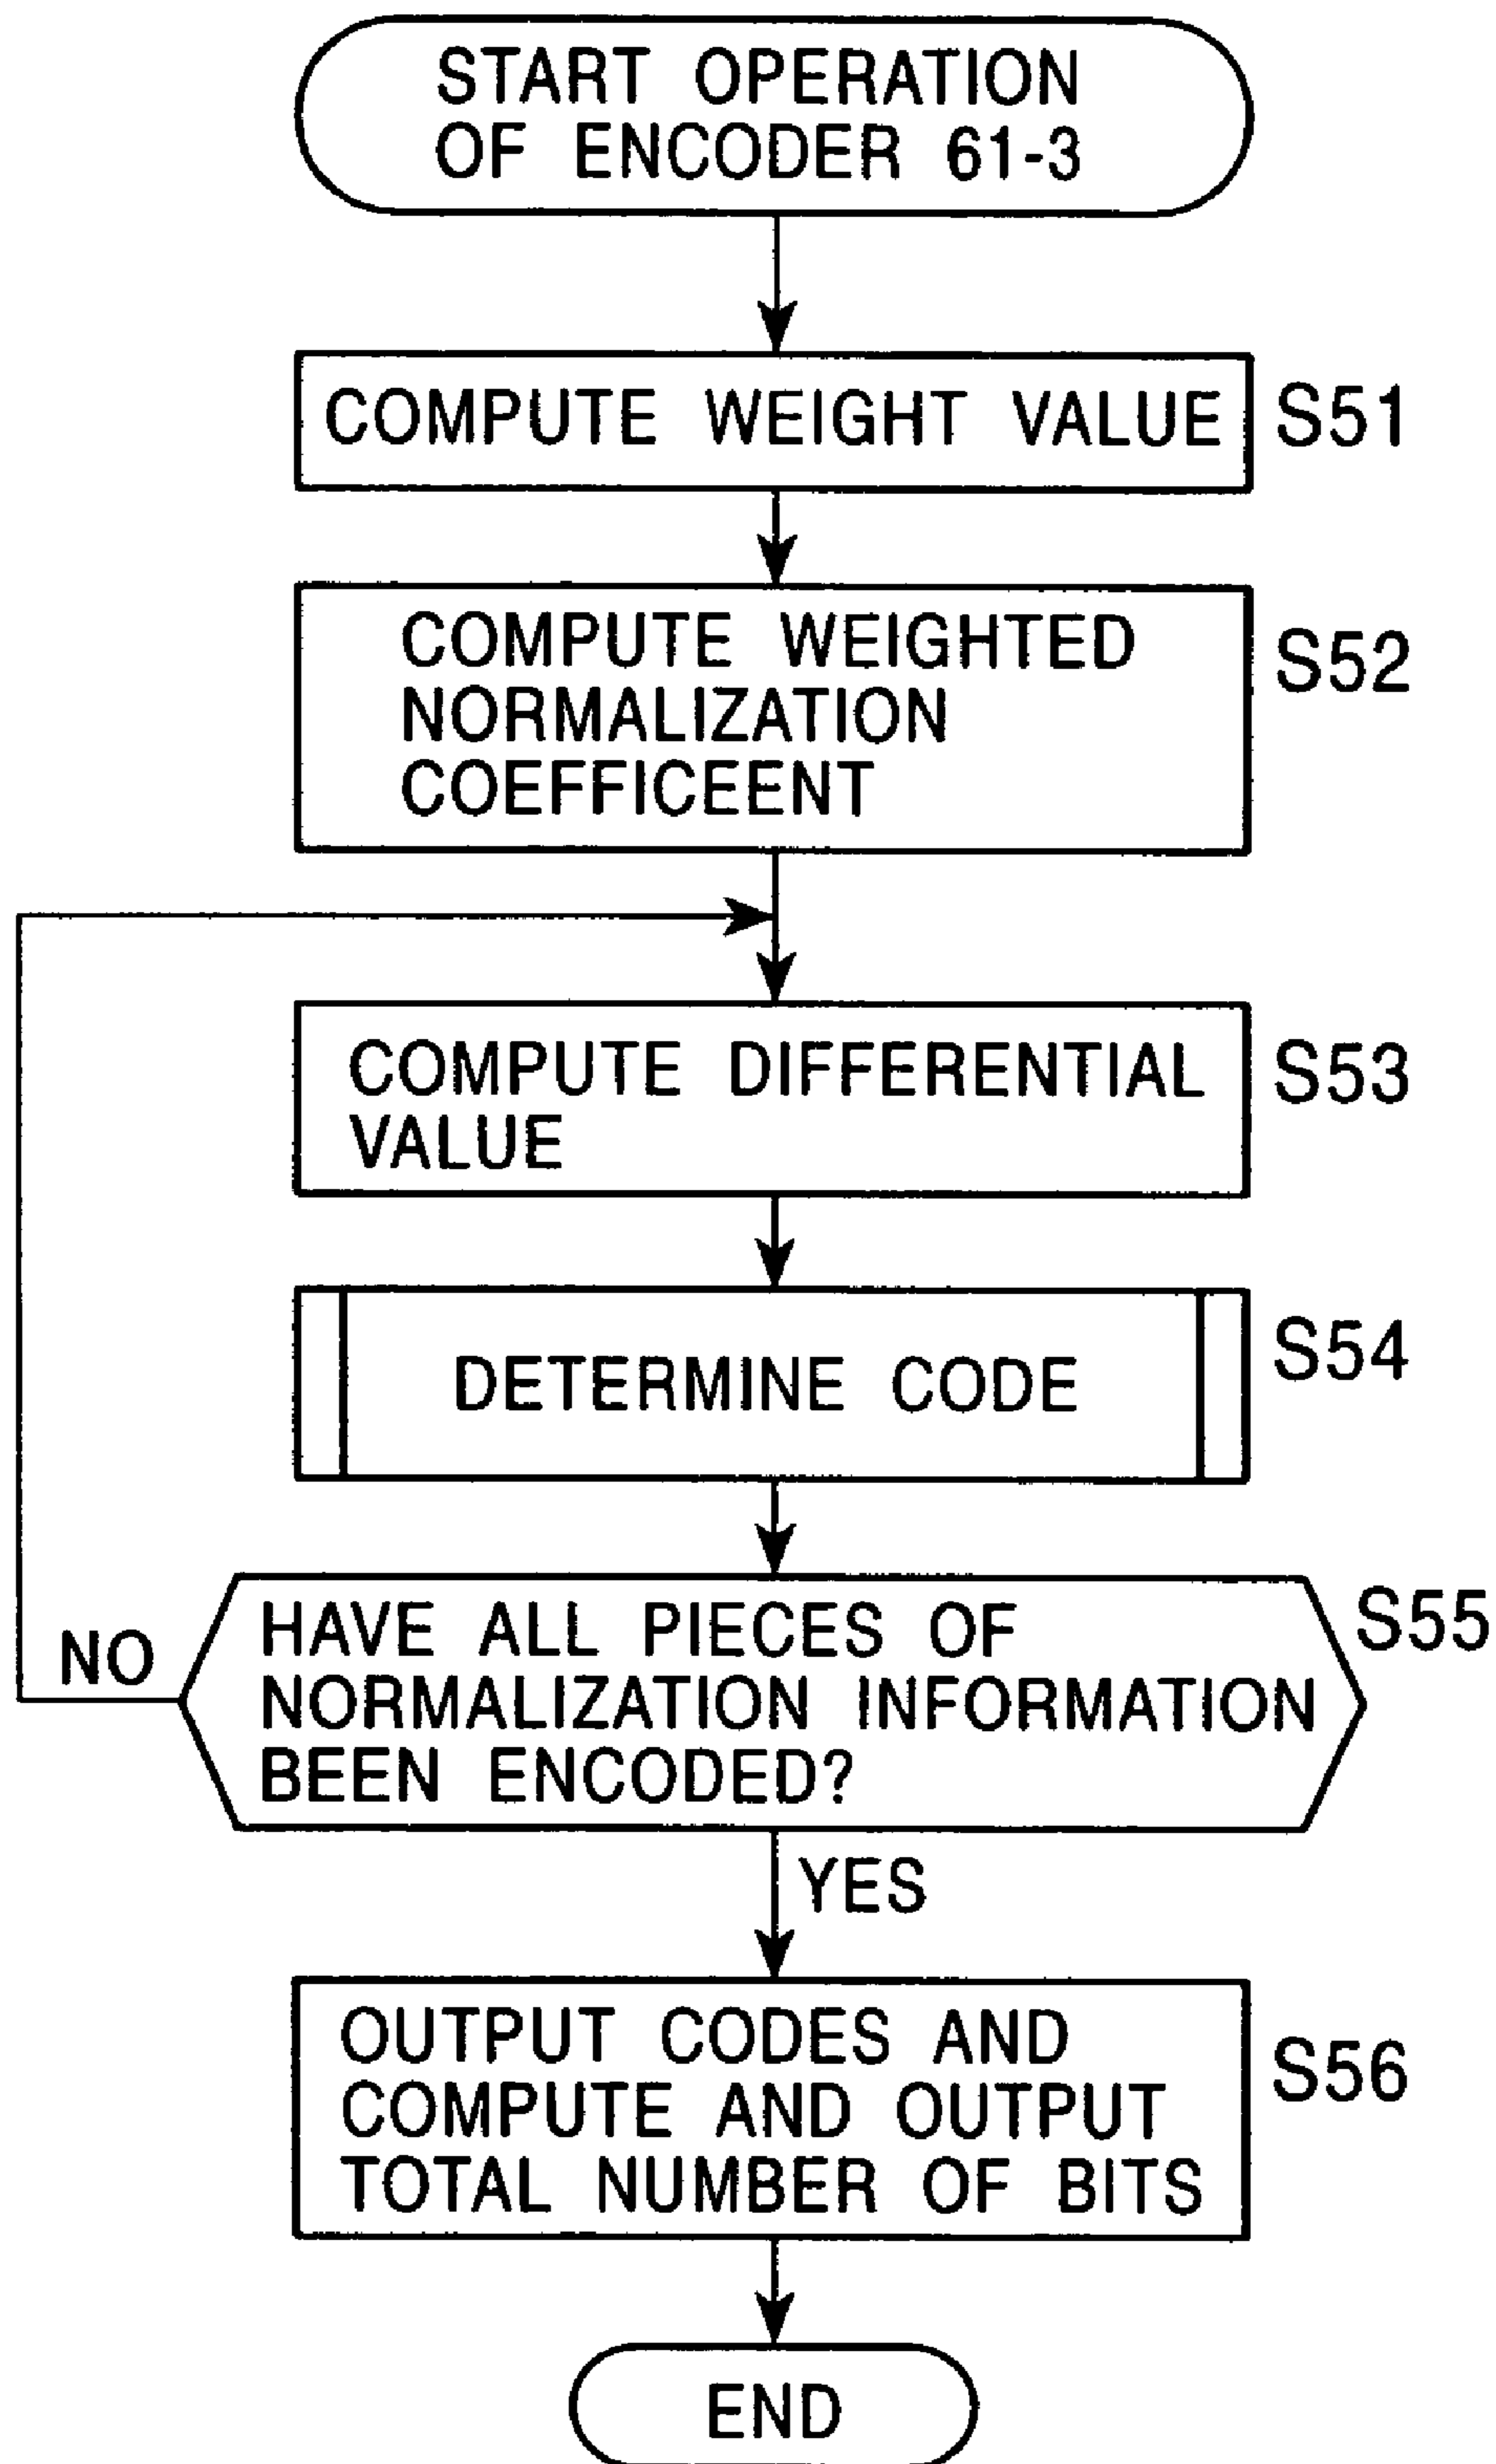 START OPERATION
OF ENCODER 61-3
COMPUTE WEIGHT VALUE
S51
COMPUTE WEIGHTED
NORMALIZATION
COEFFICEENT
S52
COMPUTE DIFFERENTIAL
VALUE
S53
DETERMINE CODE
S54
HAVE ALL PIECES OF
NORMALIZATION INFORMATION
BEEN ENCODED?
S55
NO
YES
OUTPUT CODES AND
COMPUTE AND OUTPUT
TOTAL NUMBER OF BITS
S56
END